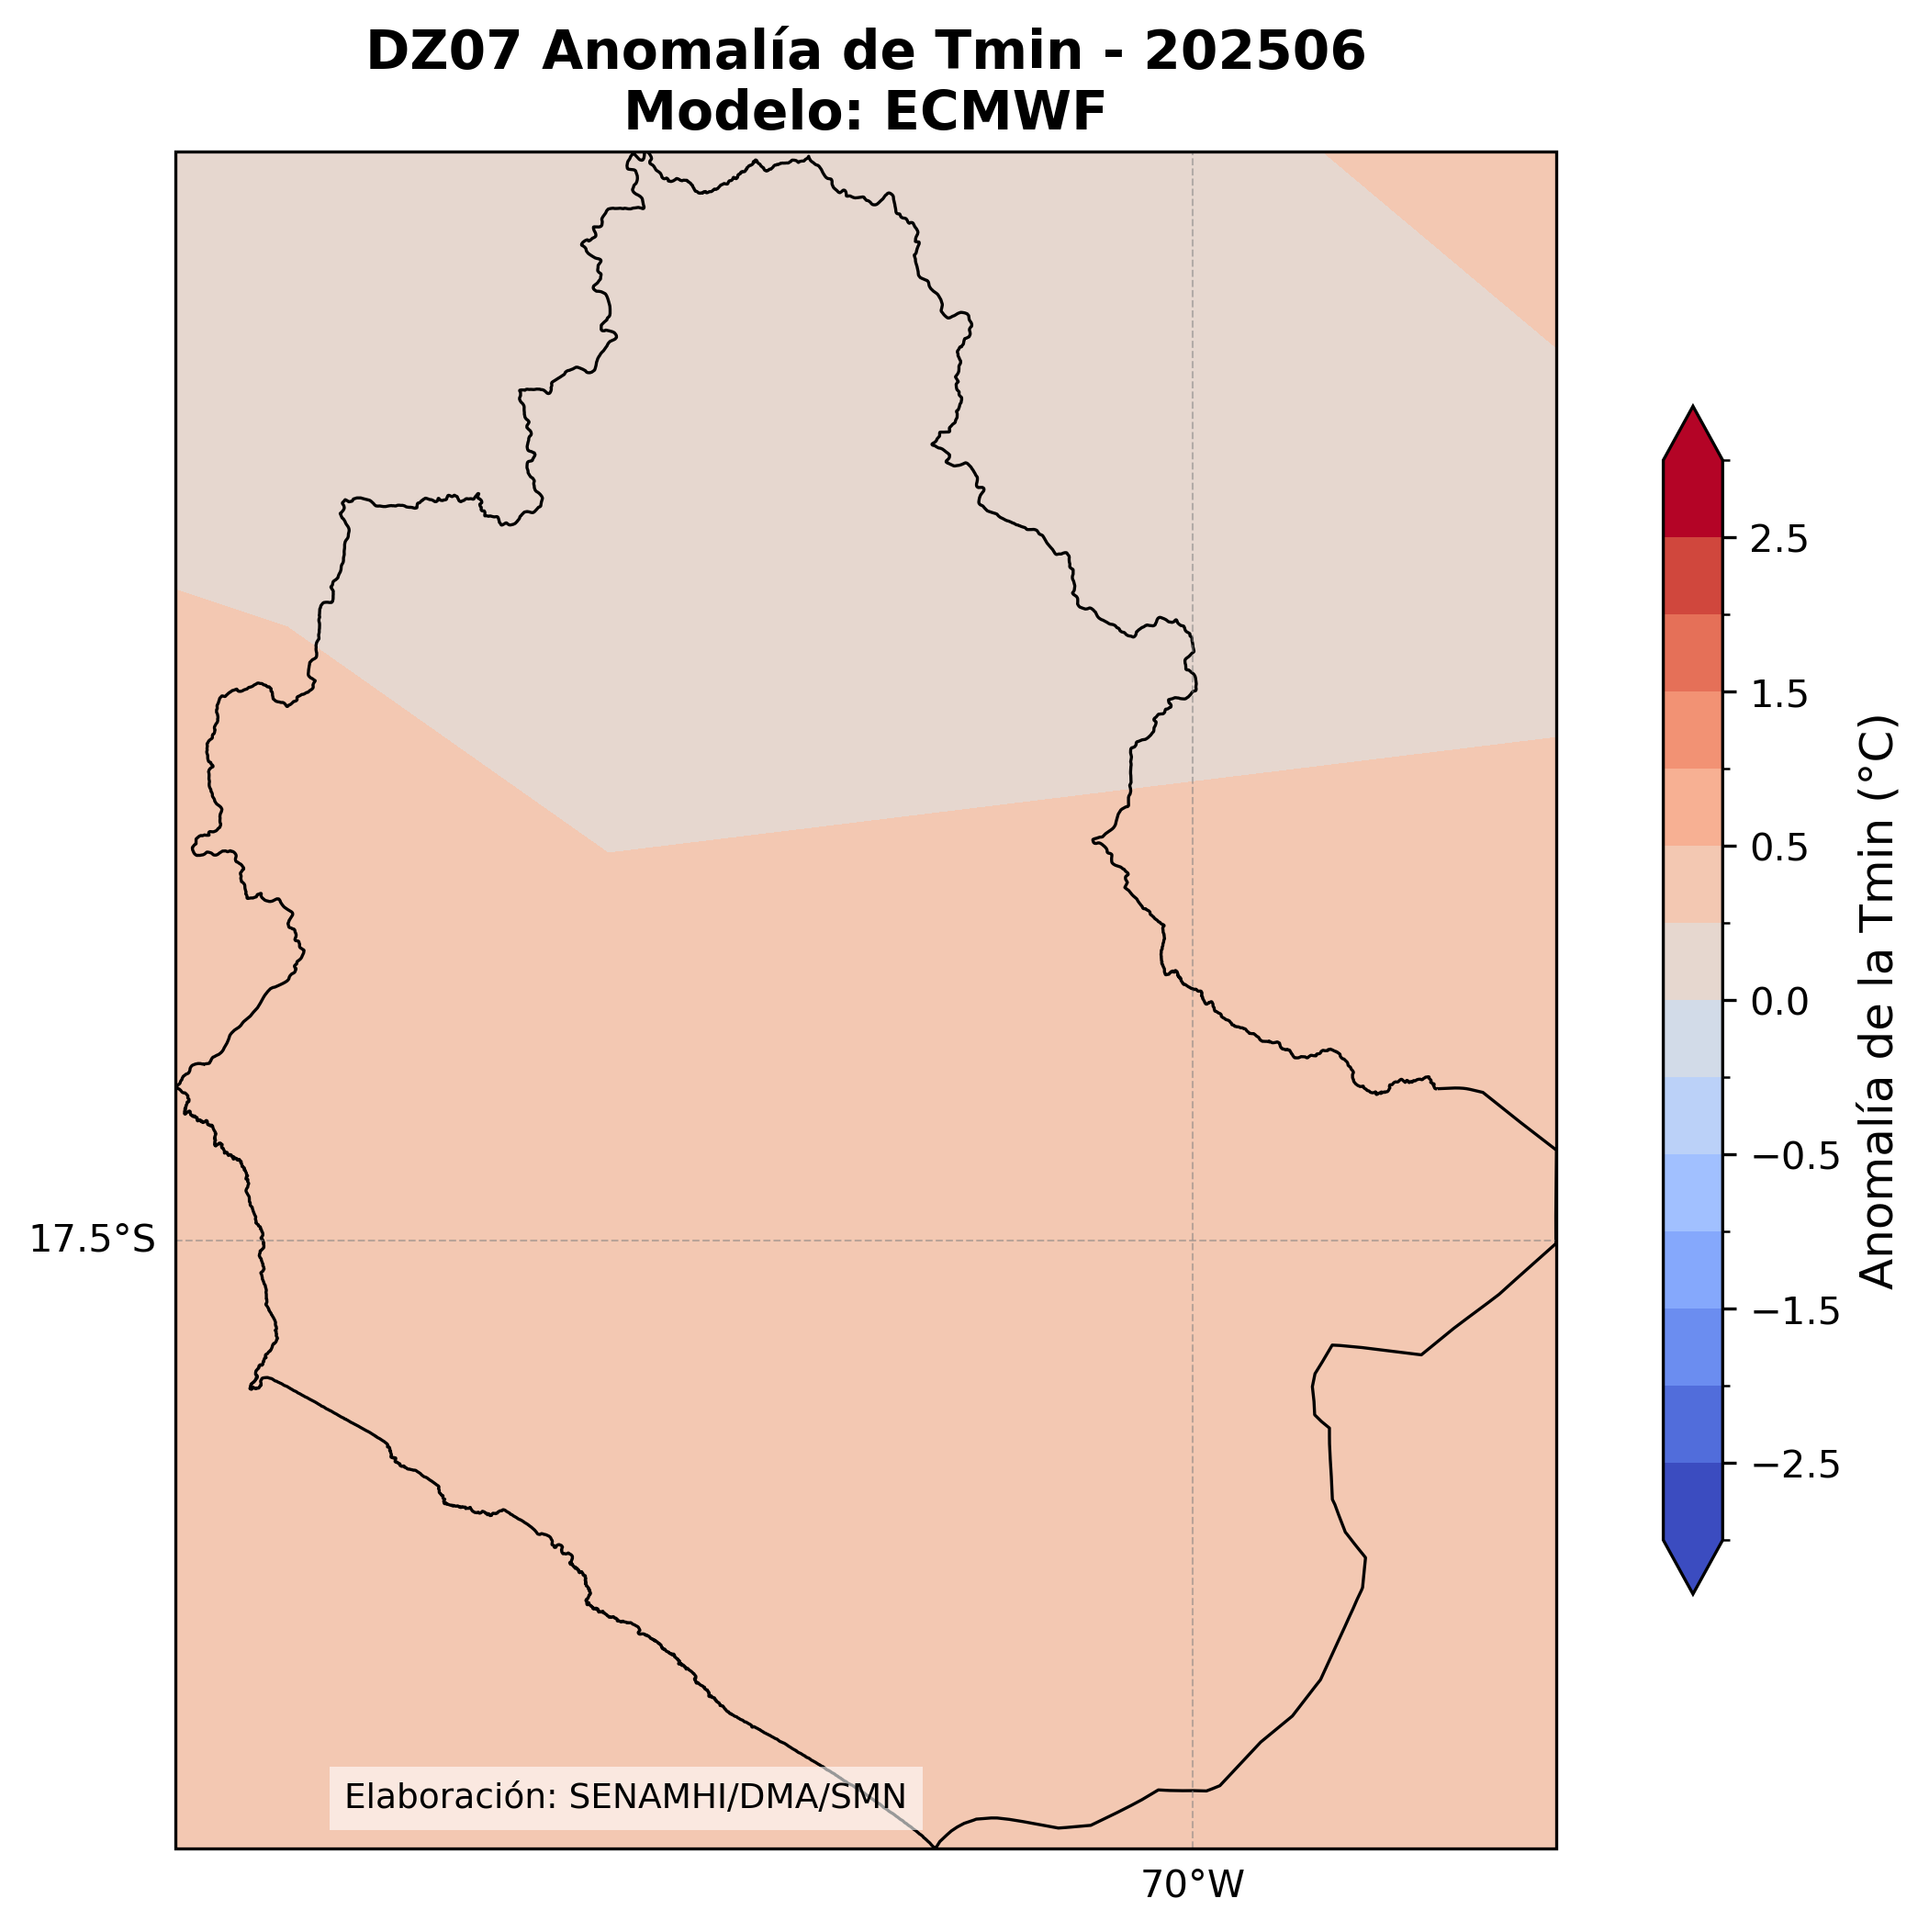 DZ07 Anomalía de Tmin - 202506
Modelo: ECMWF
2.5
1.5
0.5
0.0
−0.5
−1.5
−2.5
Anomalía de la Tmin (°C)
17.5°S
Elaboración: SENAMHI/DMA/SMN
70°W